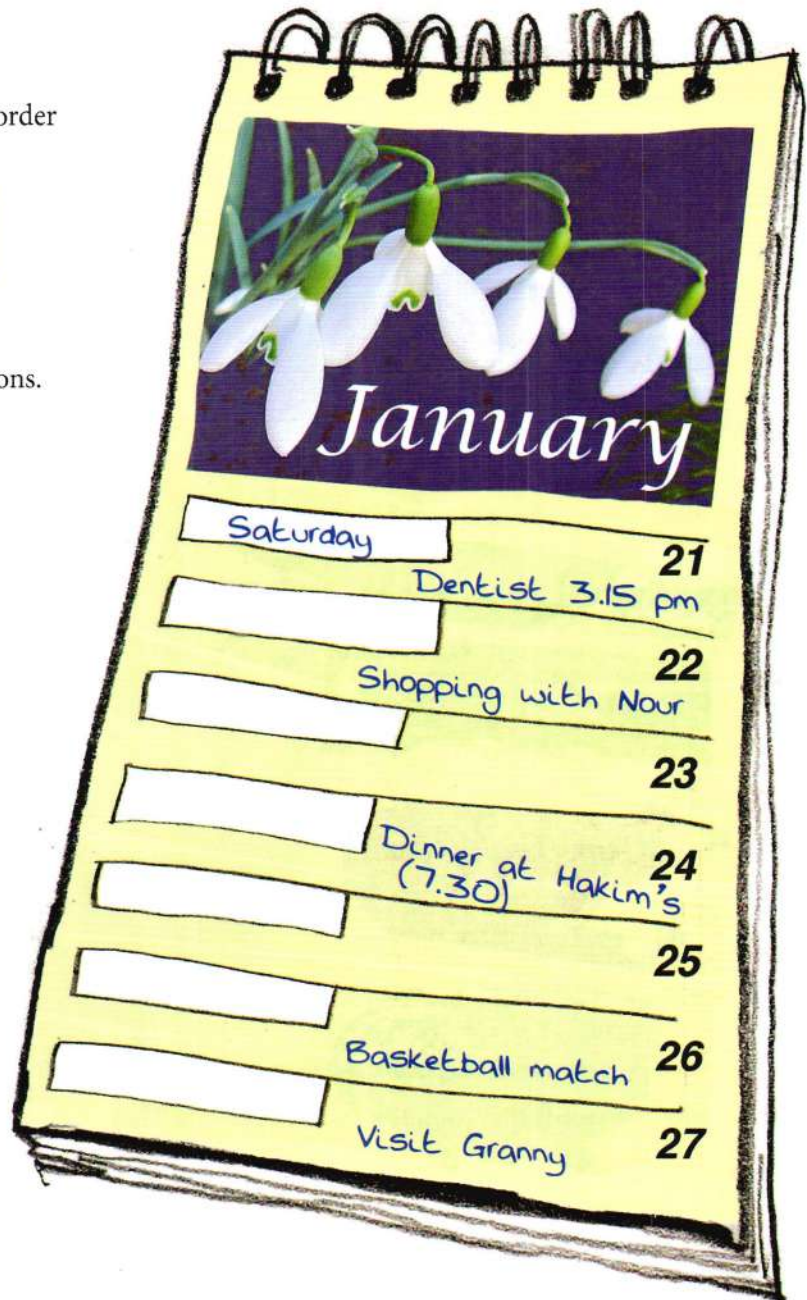 order
ons.
January
Saturday
21
Dentist 3.15 pm
22
Shopping with Nour
23
Dinner at Hakim's
(7.30)
24
25
Basketball match
26
Visit Granny
27